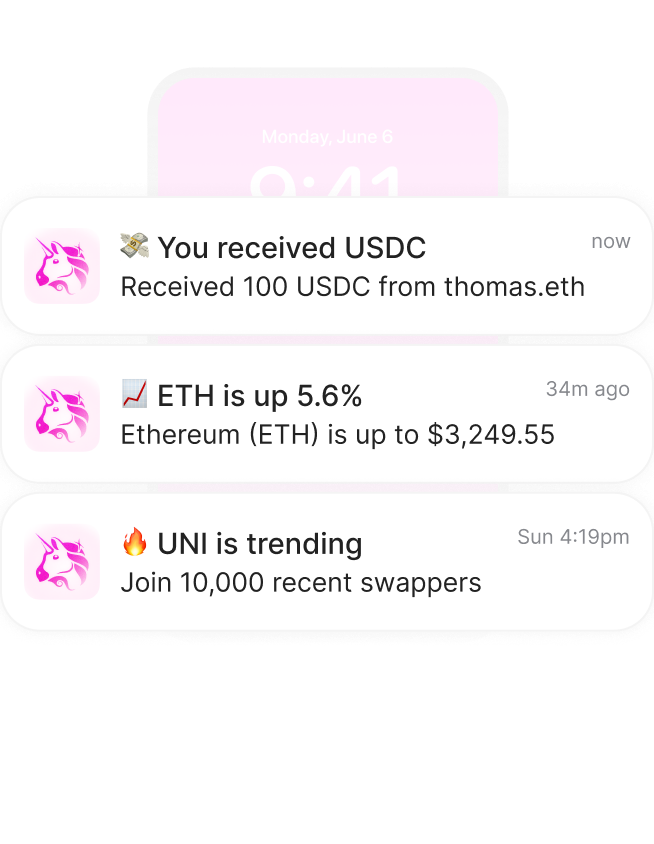 Monday, June 6
9:41
💸 You received USDC
now
Received 100 USDC from thomas.eth
📈 ETH is up 5.6%
34m ago
Ethereum (ETH) is up to $3,249.55
🔥 UNI is trending
Sun 4:19pm
Join 10,000 recent swappers